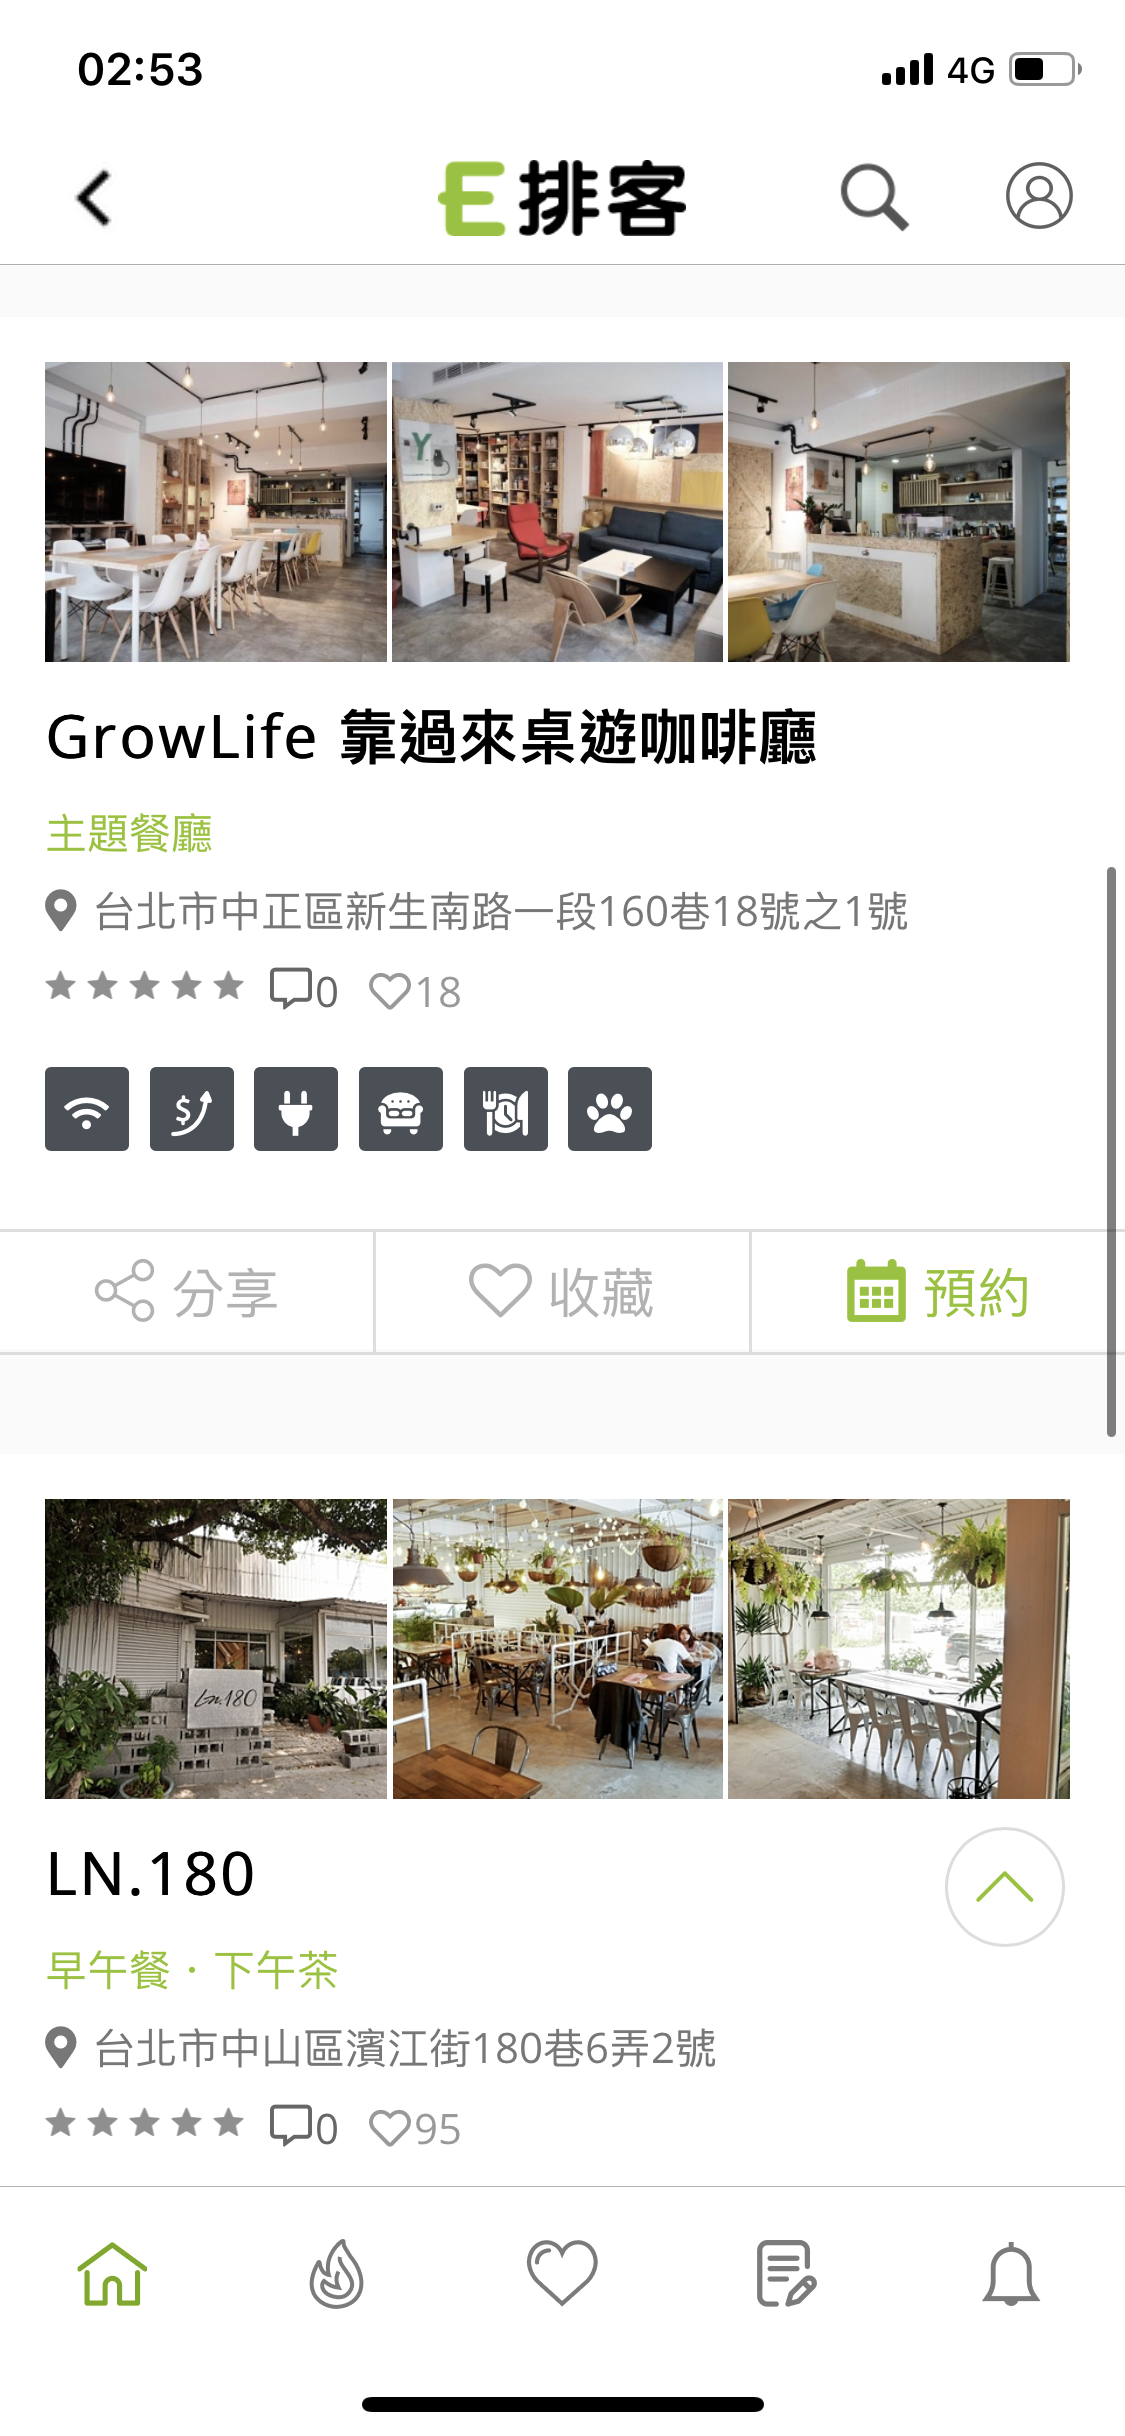 02:53
4G
E排客
Y
GrowLife 靠過來桌遊咖啡廳
主題餐廳
台北市中正區新生南路一段160巷18號之1號
0
18
分享
收藏
預約
Ln.180
LN.180
早午餐・下午茶
台北市中山區濱江街180巷6弄2號
0
95